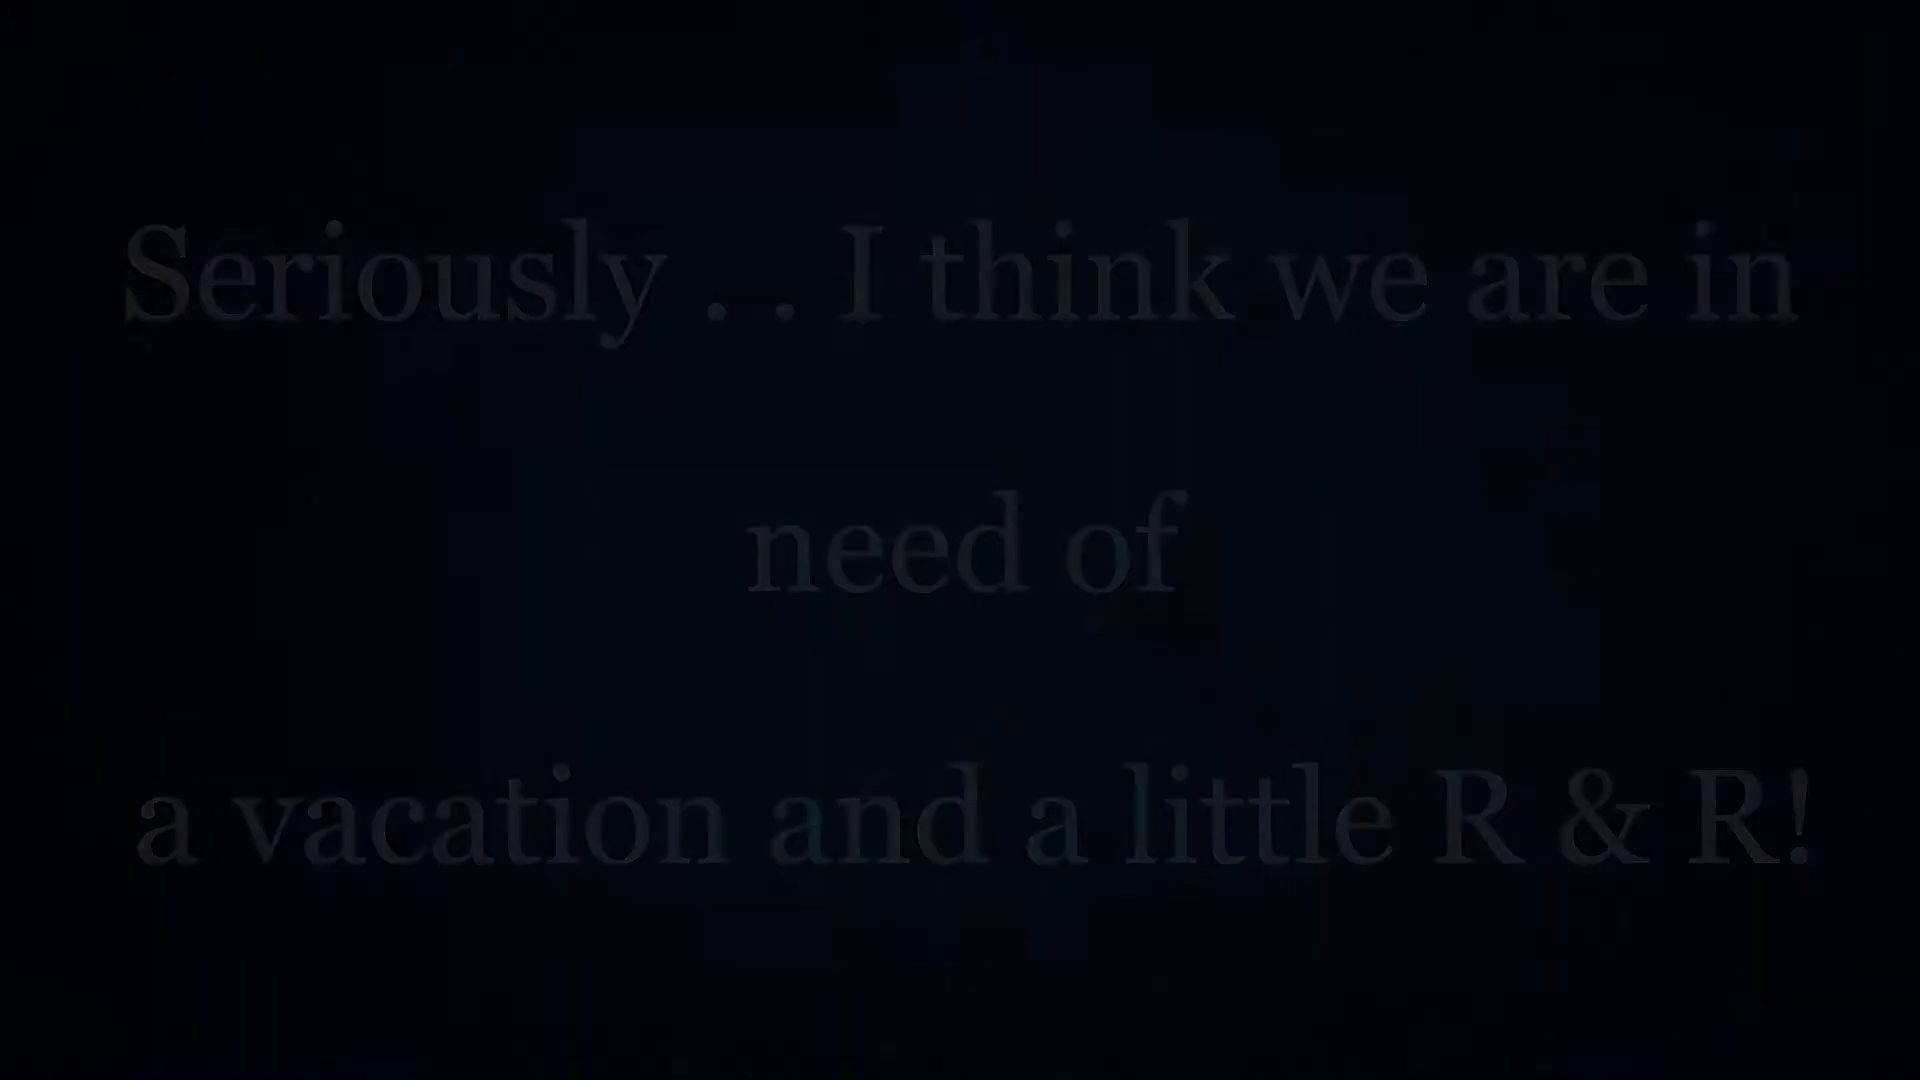 Seriously . . I think we are in
need of
a vacation and a little R & R!